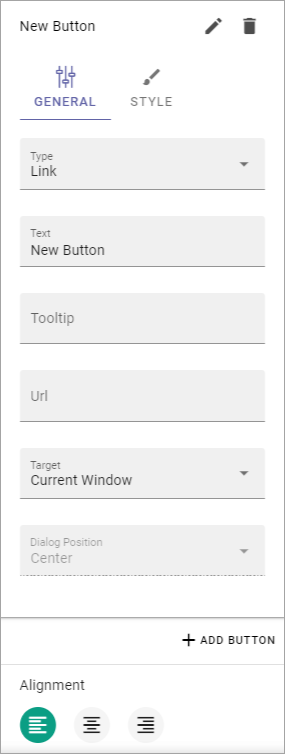 New Button
GENERAL STYLE
Type
Link
Text
New Button
Tooltip
Url
Target
Current Window
Dialog Position
Center
ADD BUTTON
Alignment